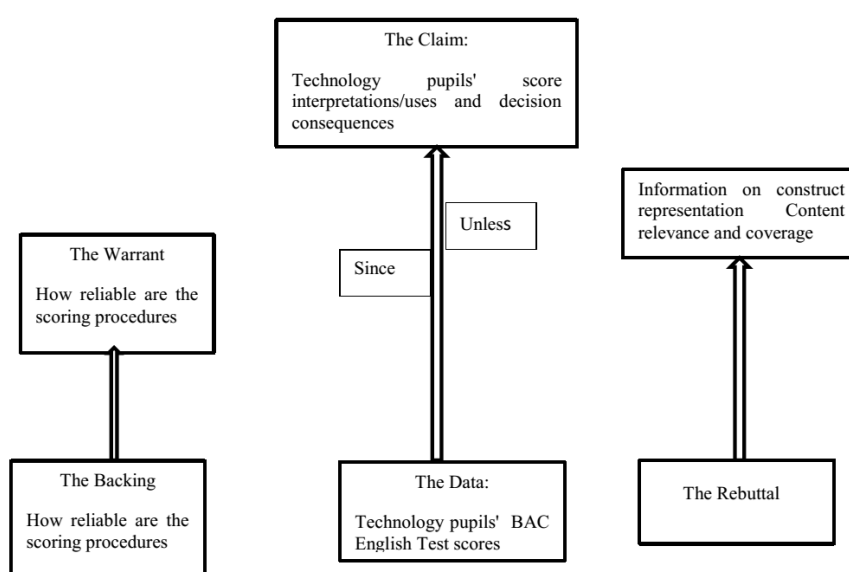 The Claim:
Technology pupils' score
interpretations/uses and decision
consequences
Unless
Since
Information on construct
representation Content
relevance and coverage
The Warrant
How reliable are the
scoring procedures
The Backing
How reliable are the
scoring procedures
The Data:
Technology pupils' BAC
English Test scores
The Rebuttal